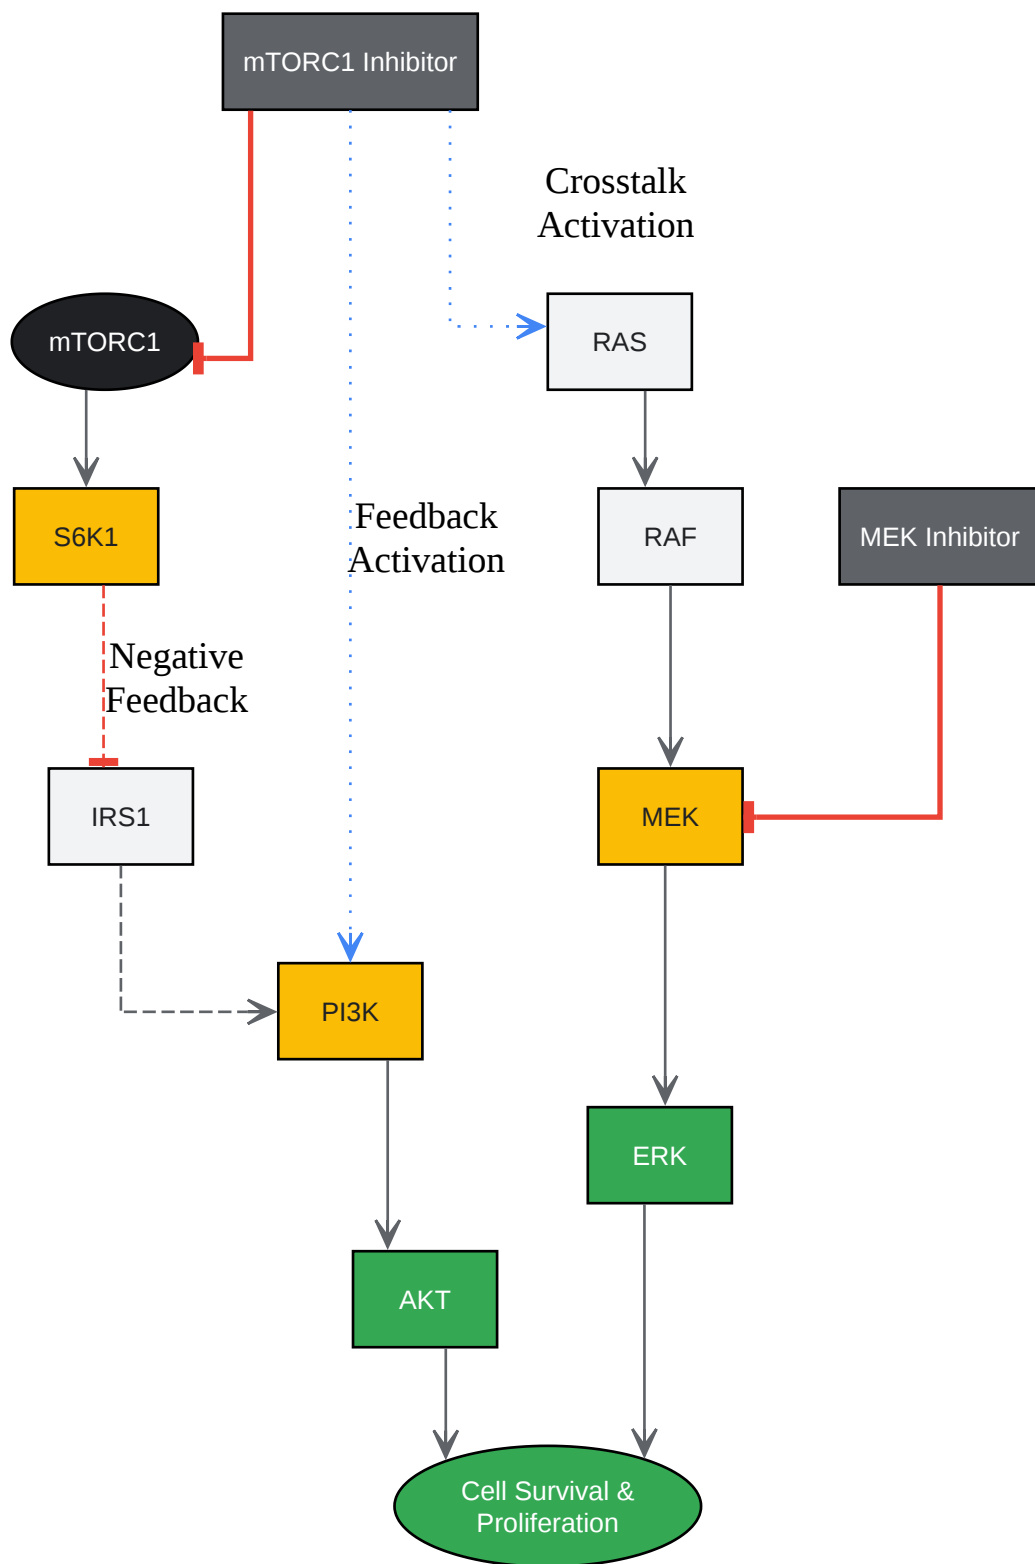 mTORC1 Inhibitor
Crosstalk
Activation
mTORC1
RAS
S6K1
Feedback
Activation
RAF
MEK Inhibitor
Negative
Feedback
IRS1
MEK
PI3K
ERK
AKT
Cell Survival &
Proliferation